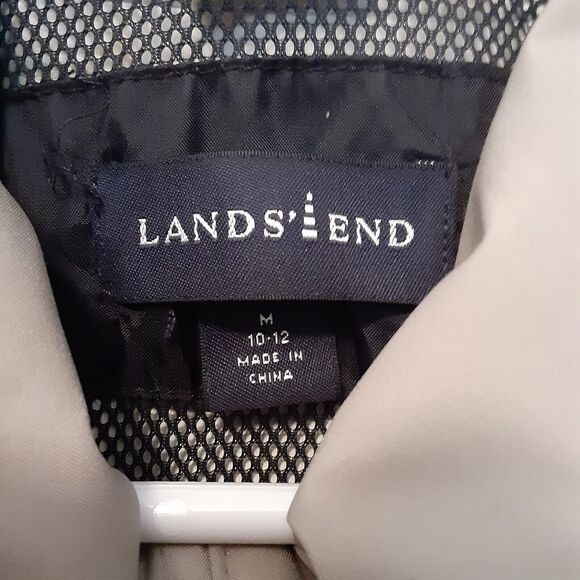 LANDS' END
M
10-12
MADE IN
CHINA